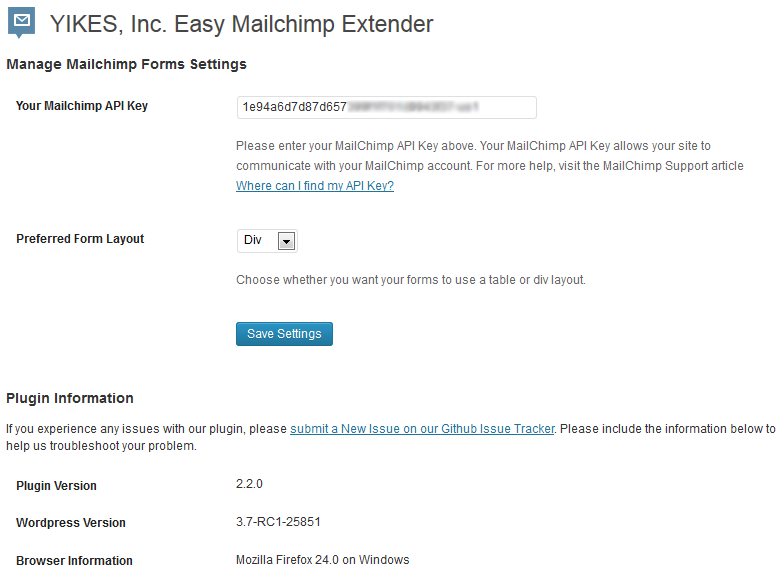 YIKES, Inc. Easy Mailchimp Extender
Manage Mailchimp Forms Settings
Your Mailchimp API Key
1e94a6d7d87d657
Please enter your MailChimp API Key above. Your MailChimp API Key allows your site to
communicate with your MailChimp account. For more help, visit the MailChimp Support article
Where can I find my API Key?
Preferred Form Layout
Div
Choose whether you want your forms to use a table or div layout.
Save Settings
Plugin Information
If you experience any issues with our plugin, please submit a New Issue on our Github Issue Tracker. Please include the information below to
help us troubleshoot your problem.
Plugin Version
2.2.0
Wordpress Version
3.7-RC1-25851
Browser Information
Mozilla Firefox 24.0 on Windows